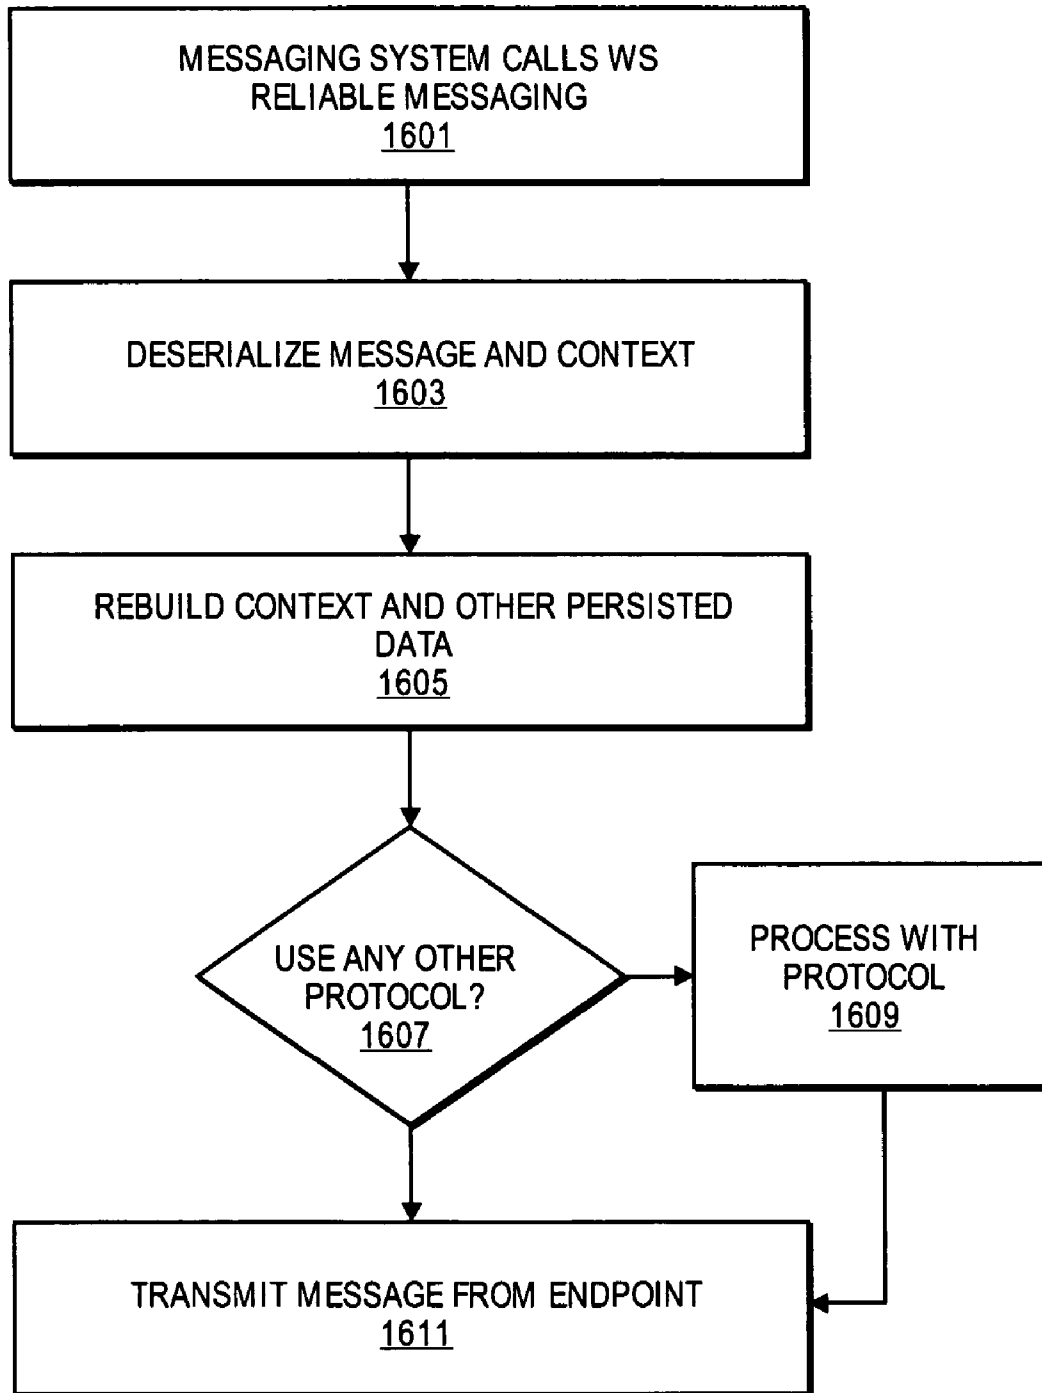 MESSAGING SYSTEM CALLS WS
RELIABLE MESSAGING
1601
DESERIALIZE MESSAGE AND CONTEXT
1603
REBUILD CONTEXT AND OTHER PERSISTED
DATA
1605
USE ANY OTHER
PROTOCOL?
1607
PROCESS WITH
PROTOCOL
1609
TRANSMIT MESSAGE FROM ENDPOINT
1611